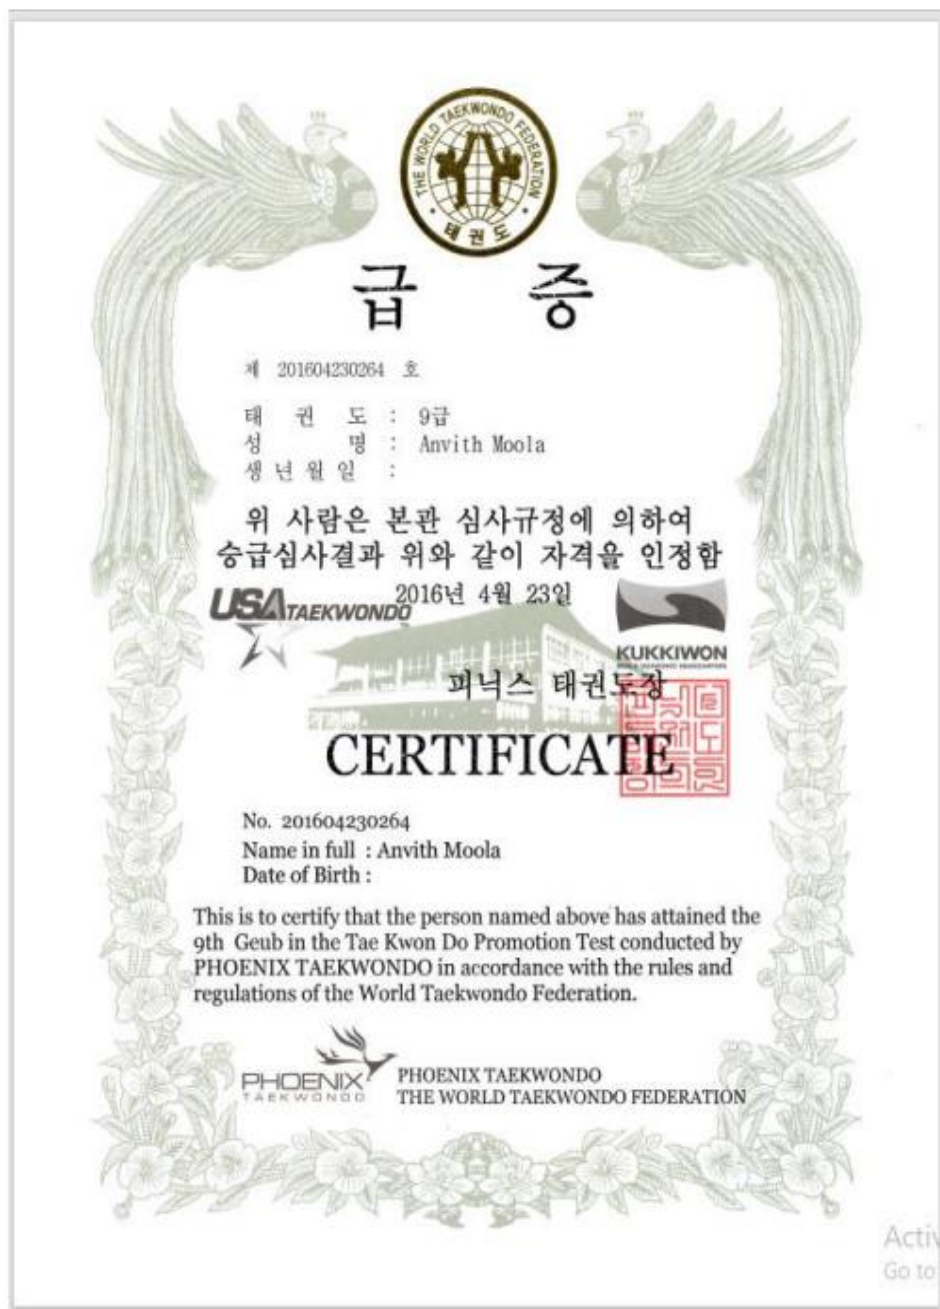 THE WORLD TAEKWONDO FEDERATION
태권도
급 증
제 201604230264 호
태 권 도 : 9급
성 명 : Anvith Moola
생 년 월 일 :
위 사람은 본관 심사규정에 의하여
승급심사결과 위와 같이 자격을 인정함
2016년 4월 23일
USA TAEKWONDO
KUKKIWON
피닉스 태권도장
CERTIFICATE
No. 201604230264
Name in full : Anvith Moola
Date of Birth :
This is to certify that the person named above has attained the
9th Geub in the Tae Kwon Do Promotion Test conducted by
PHOENIX TAEKWONDO in accordance with the rules and
regulations of the World Taekwondo Federation.
PHOENIX
TAEKWONDO
PHOENIX TAEKWONDO
THE WORLD TAEKWONDO FEDERATION
Go to